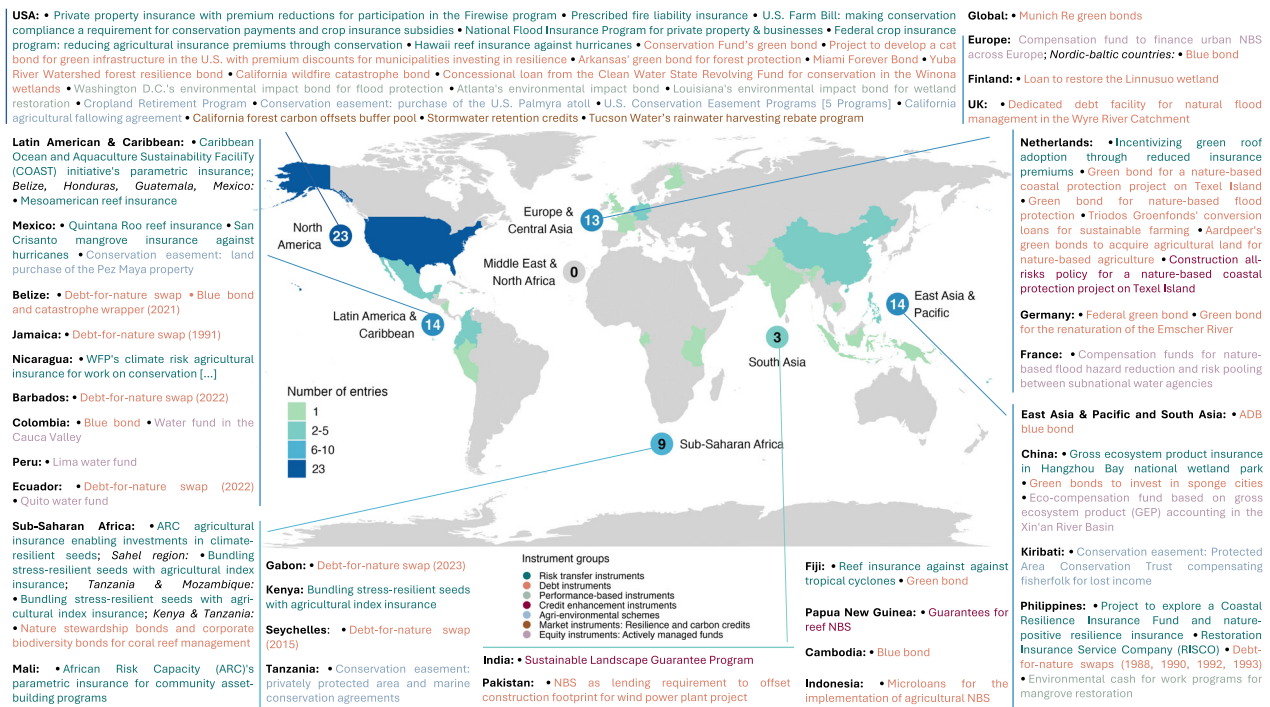 USA: • Private property insurance with premium reductions for participation in the Firewise program • Prescribed fire liability insurance • U.S. Farm Bill: making conservation
compliance a requirement for conservation payments and crop insurance subsidies • National Flood Insurance Program for private property & businesses • Federal crop insurance
program: reducing agricultural insurance premiums through conservation • Hawaii reef insurance against hurricanes • Conservation Fund's green bond • Project to develop a cat
bond for green infrastructure in the U.S. with premium discounts for municipalities investing in resilience • Arkansas' green bond for forest protection • Miami Forever Bond • Yuba
River Watershed forest resilience bond • California wildfire catastrophe bond • Concessional loan from the Clean Water State Revolving Fund for conservation in the Winona
wetlands • Washington D.C.'s environmental impact bond for flood protection • Atlanta's environmental impact bond • Louisiana's environmental impact bond for wetland
restoration • Cropland Retirement Program • Conservation easement: purchase of the U.S. Palmyra atoll • U.S. Conservation Easement Programs [5 Programs] • California
agricultural fallowing agreement • California forest carbon offsets buffer pool • Stormwater retention credits • Tucson Water's rainwater harvesting rebate program
Global: • Munich Re green bonds
Europe: Compensation fund to finance urban NBS
across Europe; Nordic-baltic countries: • Blue bond
Finland: • Loan to restore the Linnusuo wetland
UK: • Dedicated debt facility for natural flood
management in the Wyre River Catchment
Latin American & Caribbean: • Caribbean
Ocean and Aquaculture Sustainability FaciliTy
(COAST) initiative's parametric insurance;
Belize, Honduras, Guatemala, Mexico:
• Mesoamerican reef insurance
Mexico: • Quintana Roo reef insurance • San
Crisanto mangrove insurance against
hurricanes • Conservation easement: land
purchase of the Pez Maya property
Belize: • Debt-for-nature swap • Blue bond
and catastrophe wrapper (2021)
Jamaica: • Debt-for-nature swap (1991)
Nicaragua: • WFP's climate risk agricultural
insurance for work on conservation [...]
Barbados: • Debt-for-nature swap (2022)
Colombia: • Blue bond • Water fund in the
Cauca Valley
Peru: • Lima water fund
Ecuador: • Debt-for-nature swap (2022)
• Quito water fund
Sub-Saharan Africa: • ARC agricultural
insurance enabling investments in climate-
resilient seeds; Sahel region: • Bundling
stress-resilient seeds with agricultural index
insurance; Tanzania & Mozambique:
• Bundling stress-resilient seeds with agri-
cultural index insurance; Kenya & Tanzania:
• Nature stewardship bonds and corporate
biodiversity bonds for coral reef management
Mali: • African Risk Capacity (ARC)'s
parametric insurance for community asset-
building programs
North
America
23
Europe &
Central Asia
13
Middle East &
North Africa
0
Latin America &
Caribbean
14
14
East Asia &
Pacific
3
South Asia
9
Sub-Saharan Africa
Number of entries
1
2-5
6-10
23
Gabon: • Debt-for-nature swap (2023)
Kenya: Bundling stress-resilient seeds
with agricultural index insurance
Seychelles: • Debt-for-nature swap
(2015)
Tanzania: • Conservation easement:
privately protected area and marine
conservation agreements
Instrument groups
Risk transfer instruments
Debt instruments
Performance-based instruments
Credit enhancement instruments
Agri-environmental schemes
Market instruments: Resilience and carbon credits
Equity instruments: Actively managed funds
India: • Sustainable Landscape Guarantee Program
Pakistan: • NBS as lending requirement to offset
construction footprint for wind power plant project
Fiji: • Reef insurance against against
tropical cyclones • Green bond
Papua New Guinea: • Guarantees for
reef NBS
Cambodia: • Blue bond
Indonesia: • Microloans for the
implementation of agricultural NBS
Netherlands: • Incentivizing green roof
adoption through reduced insurance
premiums • Green bond for a nature-based
coastal protection project on Texel Island
• Green bond for nature-based flood
protection • Triodos Groenfonds' conversion
loans for sustainable farming • Aardpeer's
green bonds to acquire agricultural land for
nature-based agriculture • Construction all-
risks policy for a nature-based coastal
protection project on Texel Island
Germany: • Federal green bond • Green bond
for the renaturation of the Emscher River
France: • Compensation funds for nature-
based flood hazard reduction and risk pooling
between subnational water agencies
East Asia & Pacific and South Asia: • ADB
blue bond
China: • Gross ecosystem product insurance
in Hangzhou Bay national wetland park
• Green bonds to invest in sponge cities
• Eco-compensation fund based on gross
ecosystem product (GEP) accounting in the
Xin'an River Basin
Kiribati: • Conservation easement: Protected
Area Conservation Trust compensating
fisherfolk for lost income
Philippines: • Project to explore a Coastal
Resilience Insurance Fund and nature-
positive resilience insurance • Restoration
Insurance Service Company (RISCO) • Debt-
for-nature swaps (1988, 1990, 1992, 1993)
• Environmental cash for work programs for
mangrove restoration